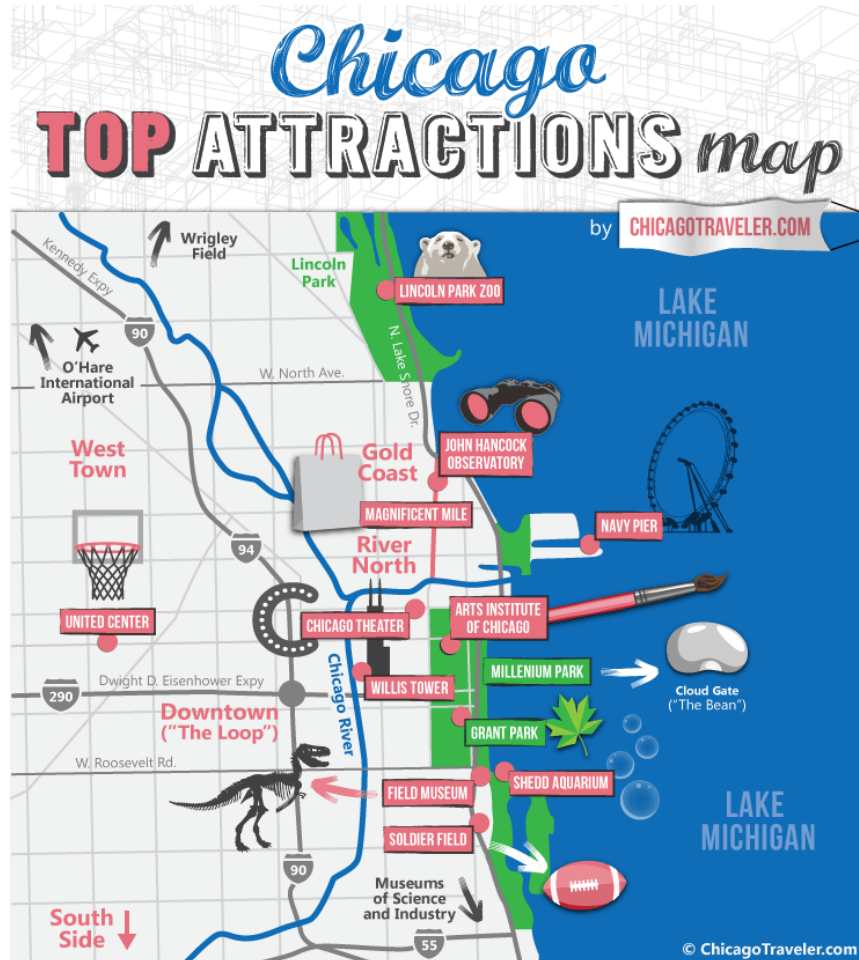 Chicago
TOP ATTRACTIONS map
by CHICAGOTRAVELER.COM
Wrigley
Field
Kennedy Expy
Lincoln
Park
LINCOLN PARK ZOO
LAKE
MICHIGAN
90
O'Hare
International
Airport
N. Lake Shore Dr.
W. North Ave.
West
Town
Gold
Coast
JOHN HANCOCK
OBSERVATORY
MAGNIFICENT MILE
NAVY PIER
River
North
94
UNITED CENTER
CHICAGO THEATER
ARTS INSTITUTE
OF CHICAGO
Chicago River
MILLENIUM PARK
Dwight D. Eisenhower Expy
290
WILLIS TOWER
Cloud Gate
("The Bean")
Downtown
("The Loop")
GRANT PARK
W. Roosevelt Rd.
FIELD MUSEUM
SHEDD AQUARIUM
SOLDIER FIELD
LAKE
MICHIGAN
90
Museums
of Science
and Industry
South
Side
55
© ChicagoTraveler.com